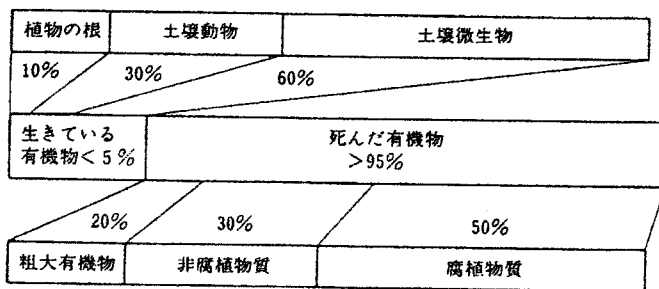 植物の根 土壌動物 土壌微生物
10% 30% 60%
生きている
有機物<5% 死んだ有機物
>95%
20% 30% 50%
粗大有機物 非腐植物質 腐植物質